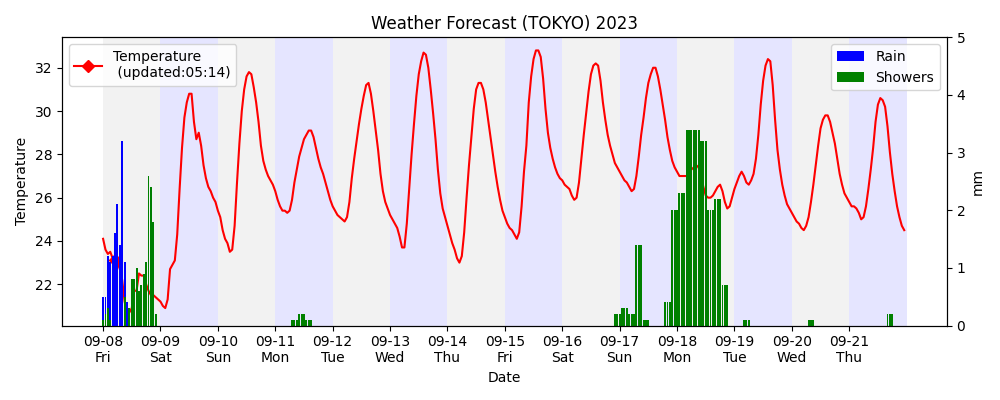 Weather Forecast (TOKYO) 2023
Temperature
(updated:05:14)
Rain
Showers
Temperature
32
30
28
26
24
22
5
4
3
2
1
0
mm
09-08 09-09 09-10 09-11 09-12 09-13 09-14 09-15 09-16 09-17 09-18 09-19 09-20 09-21
Fri Sat Sun Mon Tue Wed Thu Fri Sat Sun Mon Tue Wed Thu
Date